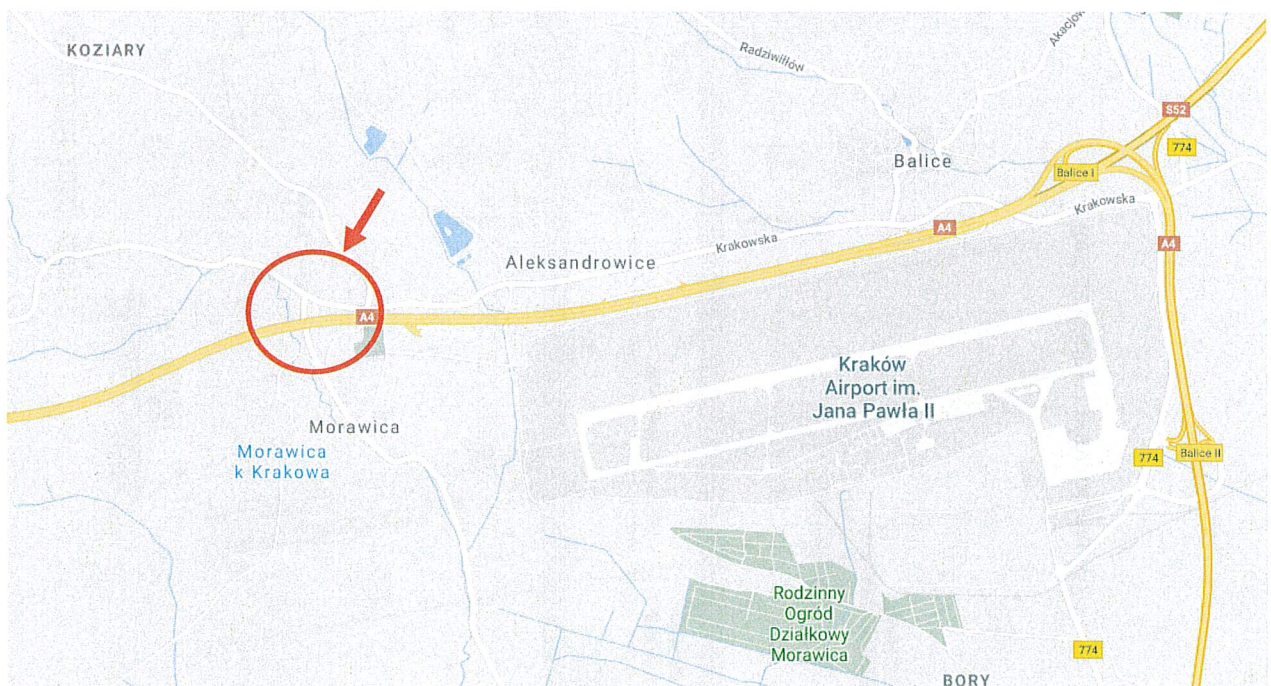 KOZIARY
Radziwiłłów
S52
774
Balice
Balice I
Krakowska
A4
Krakowska
A4
Aleksandrowice
A4
Kraków
Airport im.
Jana Pawła II
Morawica
Morawica
k Krakowa
774
Balice II
Rodzinny
Ogród
Działkowy
Morawica
774
BORY